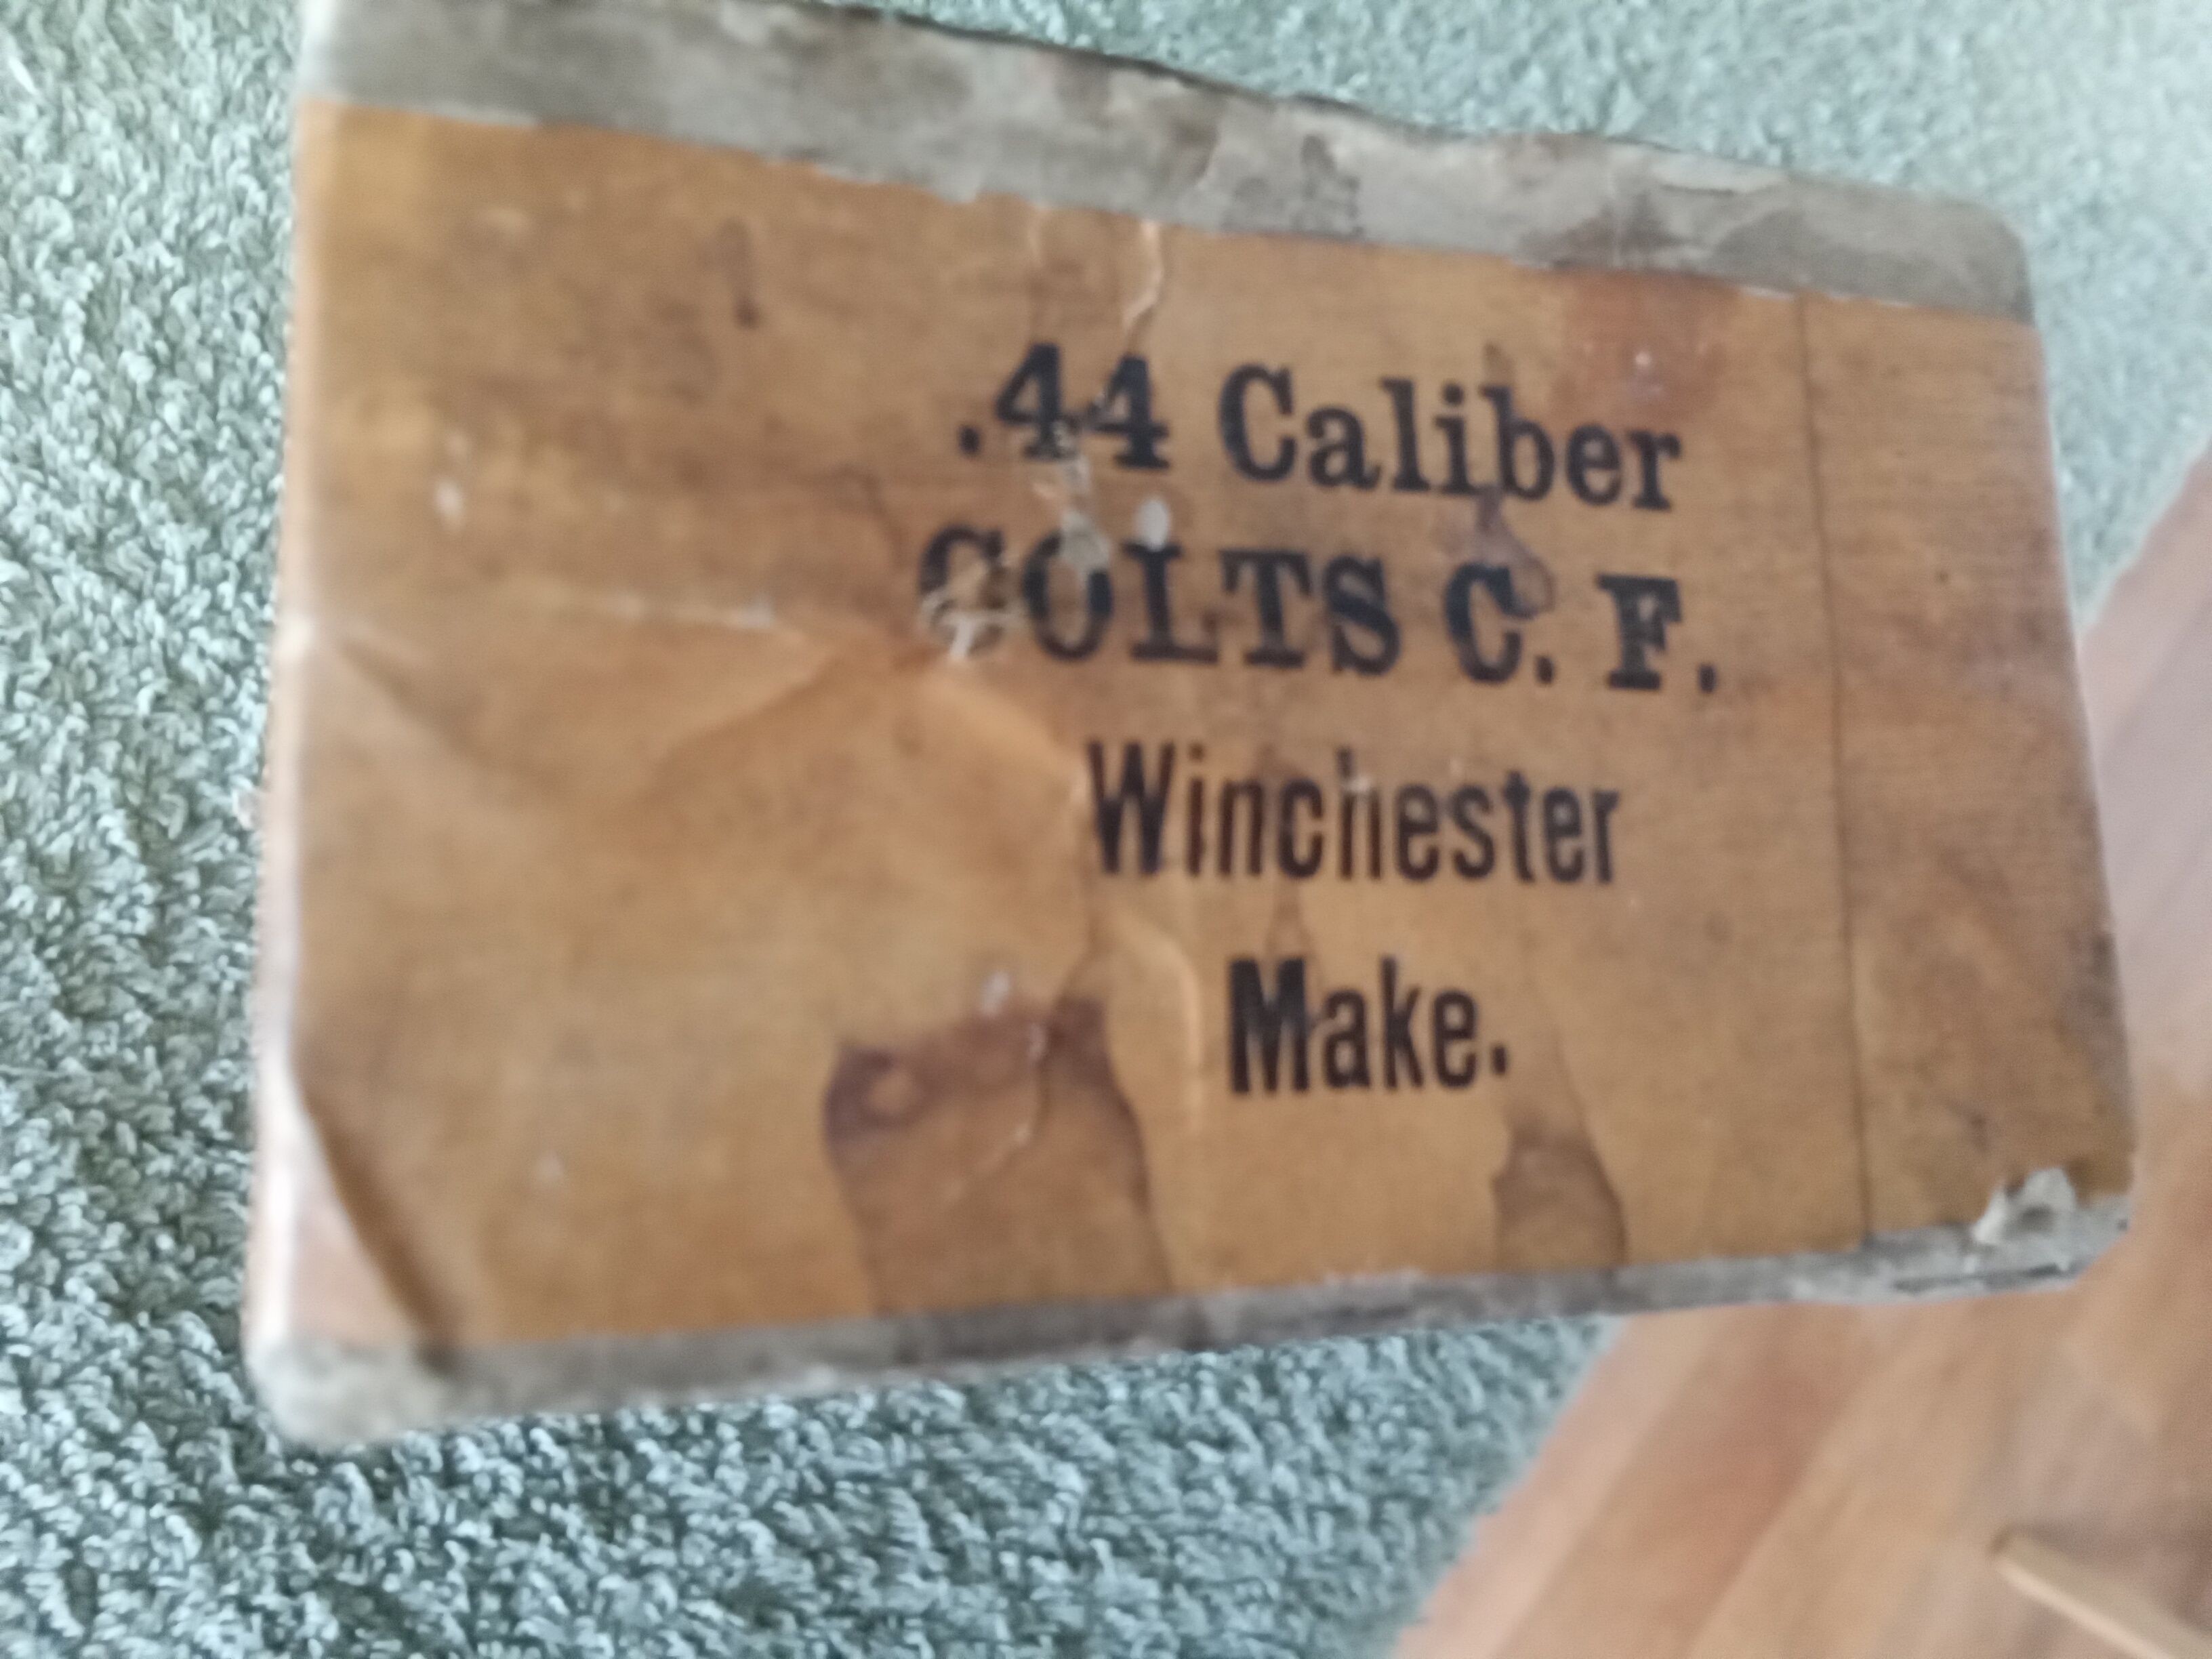 .44 Caliber
COLTS C. F.
Winchester
Make.